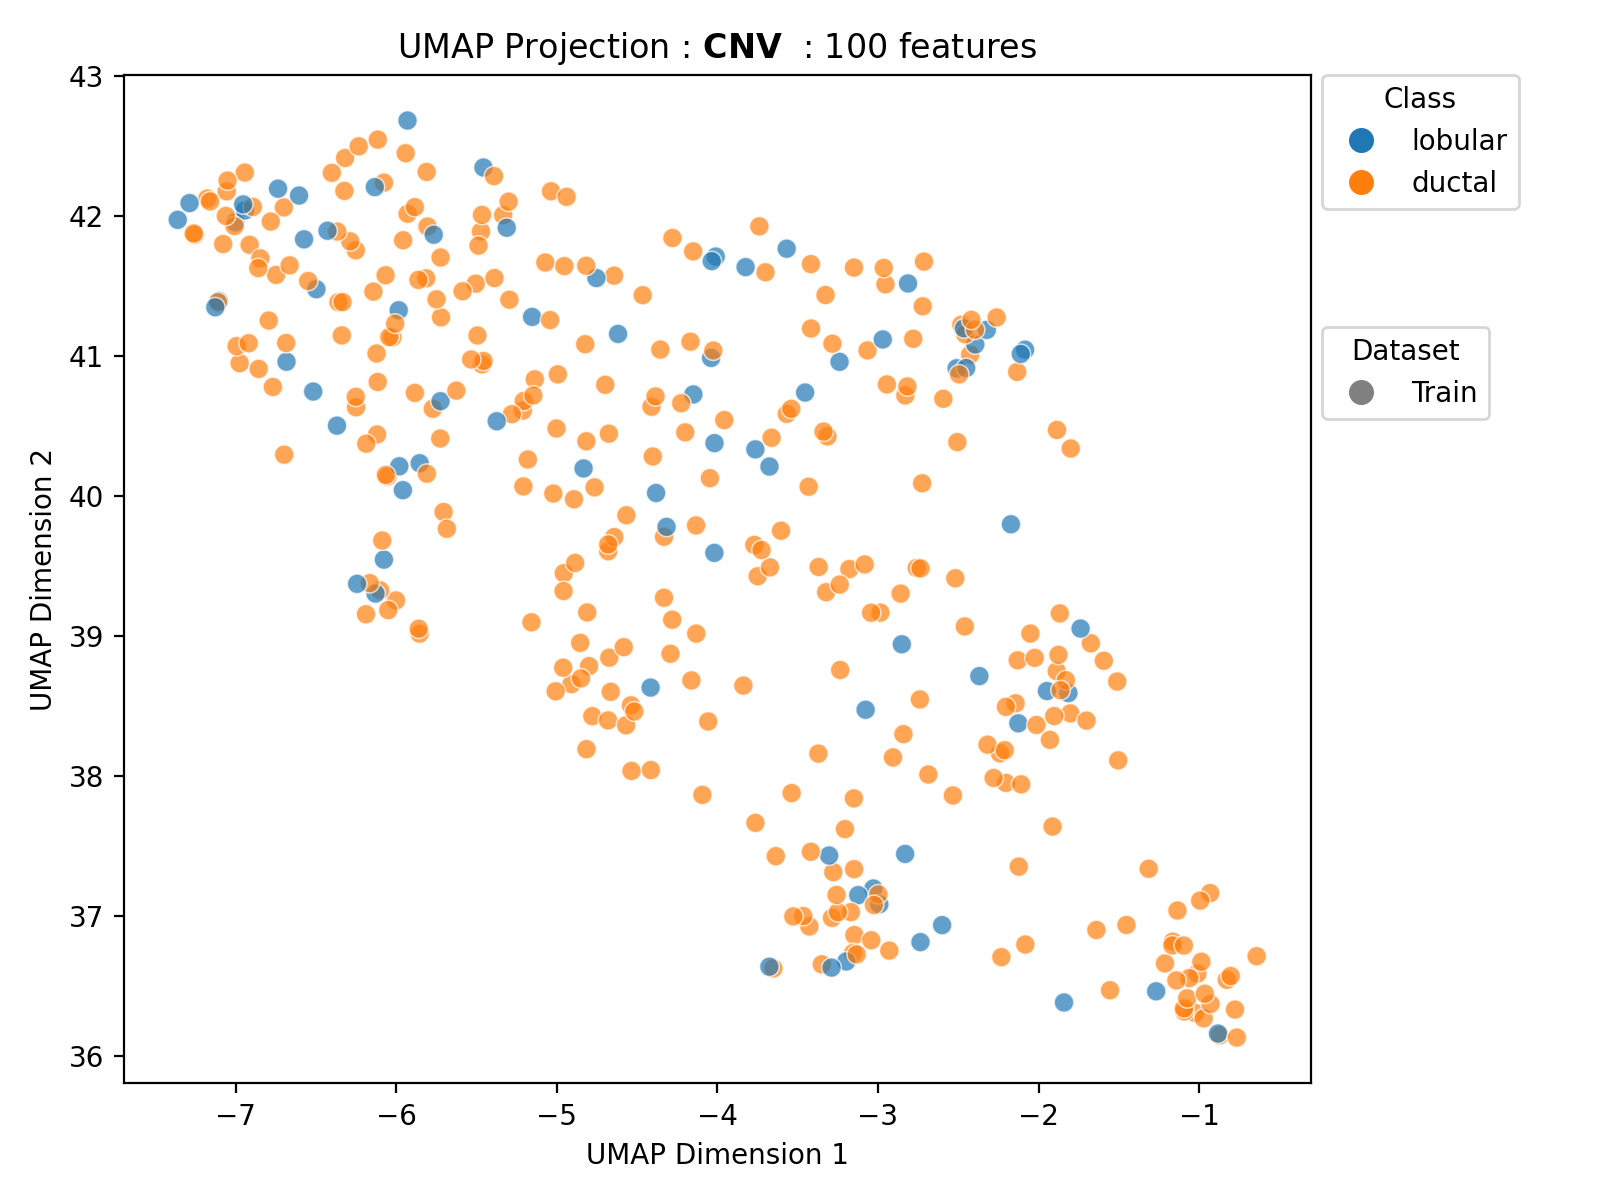 UMAP Projection : CNV : 100 features
43
42
41
40
39
38
37
36
UMAP Dimension 2
−7
−6
−5
−4
−3
−2
−1
UMAP Dimension 1
Class
lobular
ductal
Dataset
Train